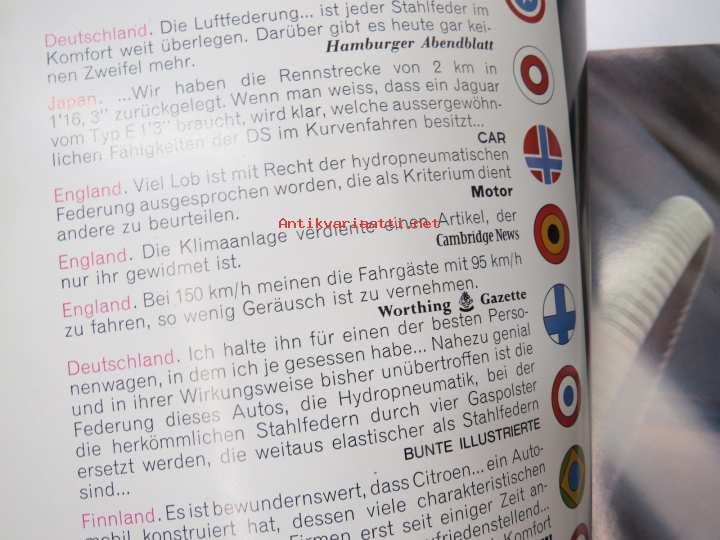 Deutschland. Die Luftfederung... ist jeder Stahlfeder im
Komfort weit überlegen. Darüber gibt es heute gar kei-
nen Zweifel mehr.
Hamburger Abendblatt
Japan. ...Wir haben die Rennstrecke von 2 km in
1'16, 3'' zurückgelegt. Wenn man weiss, dass ein Jaguar
vom Typ E 1'3'' braucht, wird klar, welche aussergewöhn-
lichen Fähigkeiten der DS im Kurvenfahren besitzt...
CAR
England. Viel Lob ist mit Recht der hydropneumatischen
Federung ausgesprochen worden, die als Kriterium dient
andere zu beurteilen.
Motor
Antikvariaatti.net
England. Die Klimaanlage verdiente einen Artikel, der
nur ihr gewidmet ist.
Cambridge News
England. Bei 150 km/h meinen die Fahrgäste mit 95 km/h
zu fahren, so wenig Geräusch ist zu vernehmen.
Worthing Gazette
Deutschland. Ich halte ihn für einen der besten Perso-
nenwagen, in dem ich je gesessen habe... Nahezu genial
und in ihrer Wirkungsweise bisher unübertroffen ist die
Federung dieses Autos, die Hydropneumatik, bei der
die herkömmlichen Stahlfedern durch vier Gaspolster
ersetzt werden, die weitaus elastischer als Stahlfedern
sind...
BUNTE ILLUSTRIERTE
Finnland. Es ist bewundernswert, dass Citroen... ein Auto-
mobil konstruiert hat, dessen viele charakteristischen
Firmen erst seit einiger Zeit an-
zufriedenstellend...
Komfort